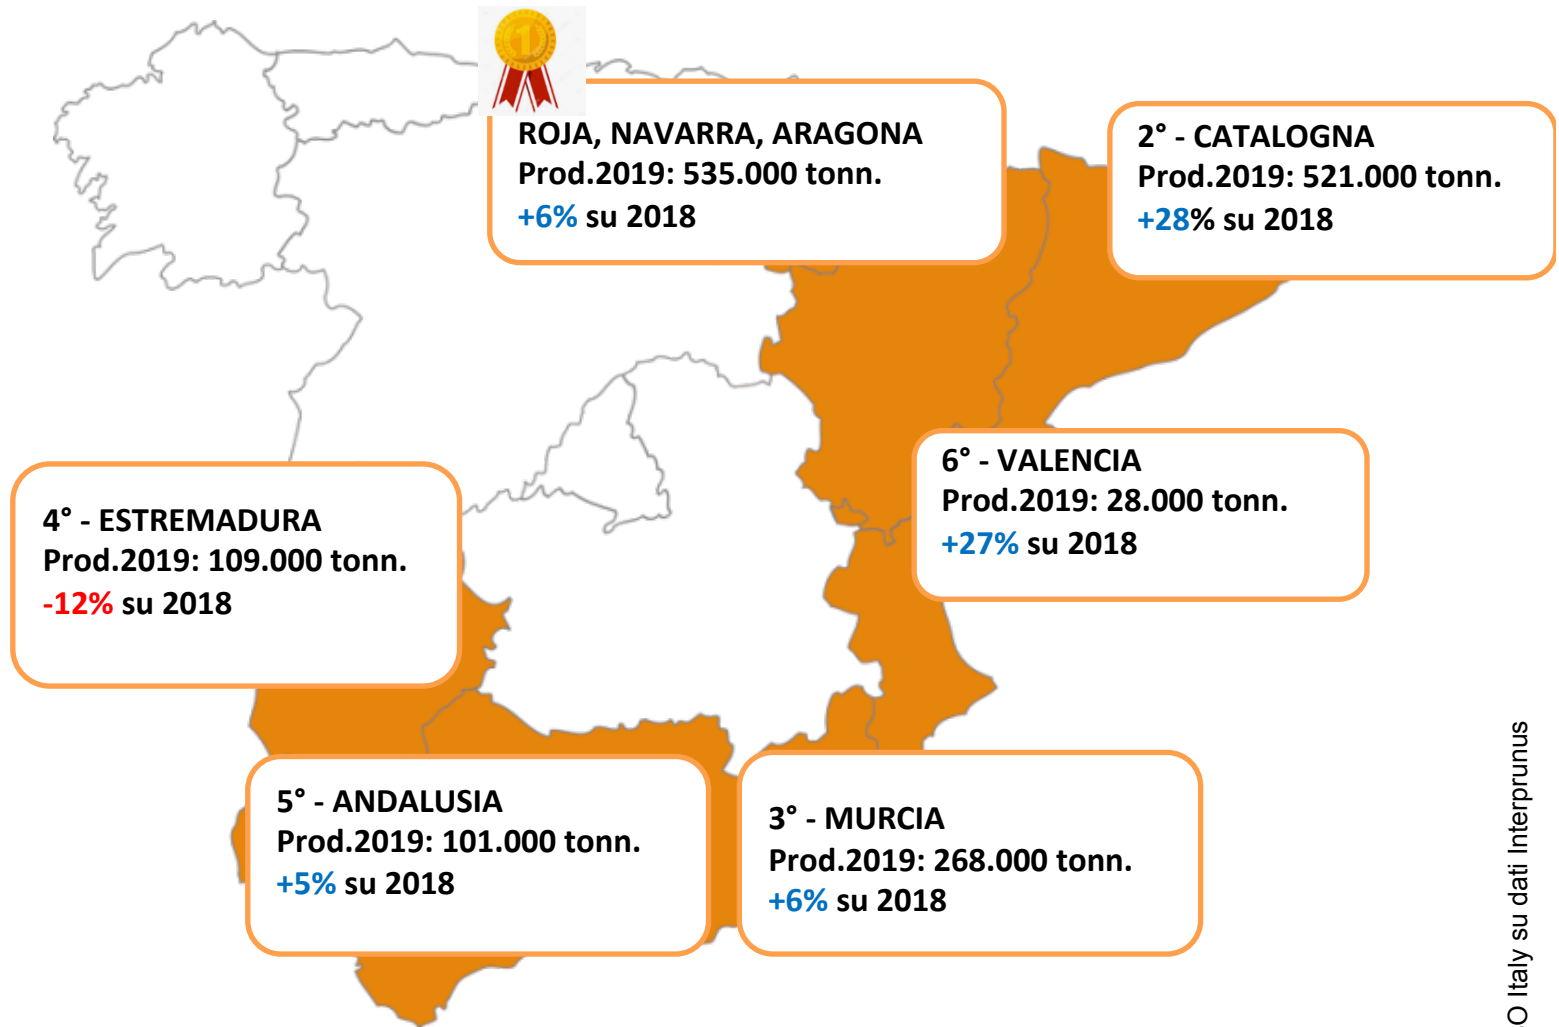 1
ROJA, NAVARRA, ARAGONA
Prod.2019: 535.000 tonn.
+6% su 2018
2° - CATALOGNA
Prod.2019: 521.000 tonn.
+28% su 2018
6° - VALENCIA
Prod.2019: 28.000 tonn.
+27% su 2018
4° - ESTREMADURA
Prod.2019: 109.000 tonn.
-12% su 2018
5° - ANDALUSIA
Prod.2019: 101.000 tonn.
+5% su 2018
3° - MURCIA
Prod.2019: 268.000 tonn.
+6% su 2018
O Italy su dati Interprunus